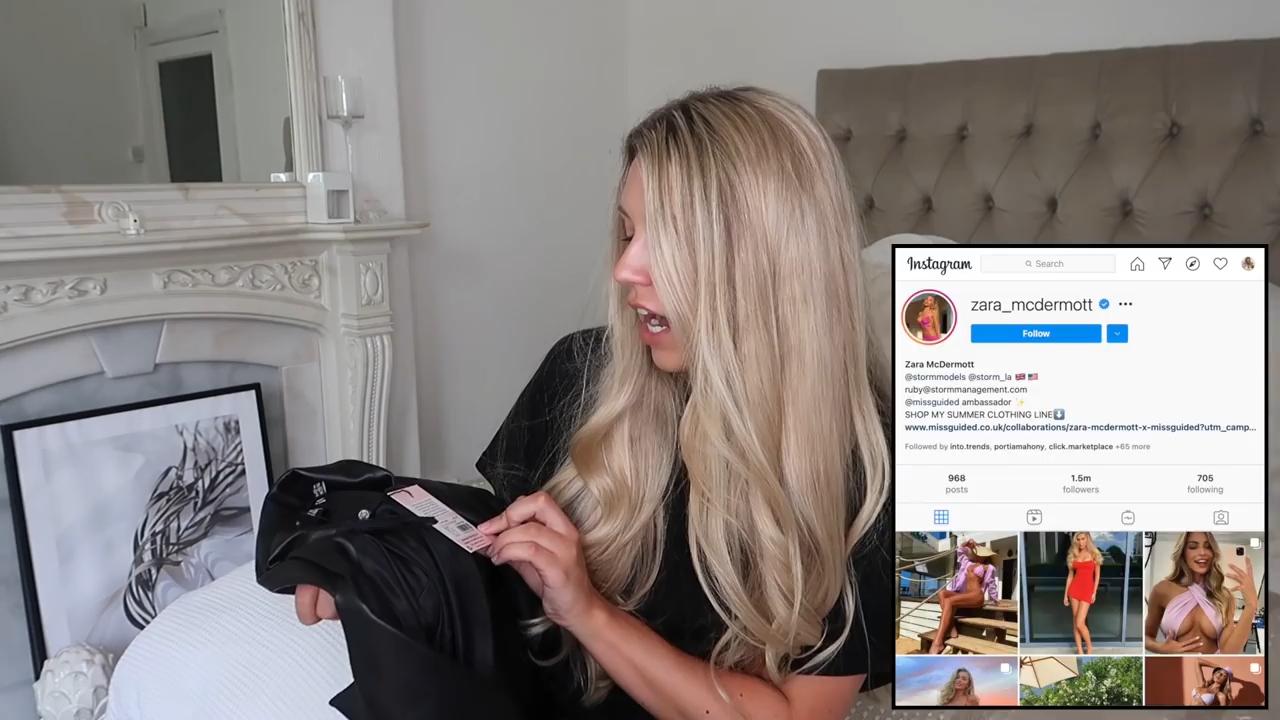 Instagram
Search
zara_mcdermott
Follow
Zara McDermott
@stormmodels @storm_la 🇬🇧 🇺🇸
ruby@stormmanagement.com
@missguided ambassador ✨
SHOP MY SUMMER CLOTHING LINE⬇️
www.missguided.co.uk/collaborations/zara-mcdermott-x-missguided?utm_camp...
Followed by into.trends, portiamahony, click.marketplace +65 more
968 1.5m 705
posts followers following